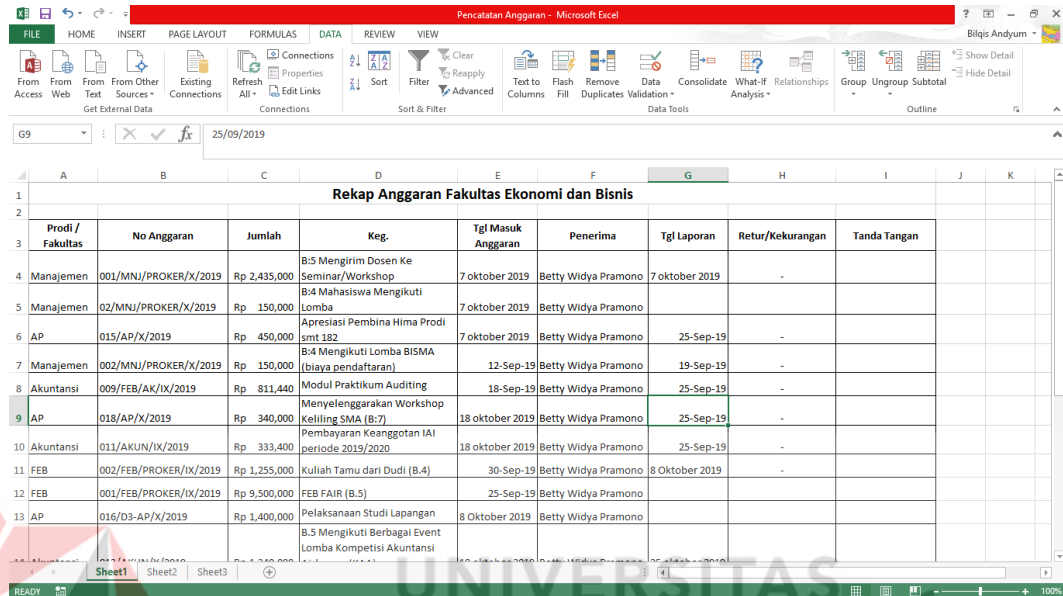 Pencatatan Anggaran - Microsoft Excel
FILE HOME INSERT PAGE LAYOUT FORMULAS DATA REVIEW VIEW Bilqis Andyum
From Access
From Web
From Text
From Other Sources
Existing Connections
Refresh All
Connections
Properties
Edit Links
Sort
Filter
Clear
Reapply
Advanced
Text to Columns
Flash Fill
Remove Duplicates
Data Validation
Consolidate
What-If Analysis
Relationships
Group
Ungroup
Subtotal
Show Detail
Hide Detail
Get External Data Connections Sort & Filter Data Tools Outline
G9 fx 25/09/2019
A B C D E F G H I J K
1 Rekap Anggaran Fakultas Ekonomi dan Bisnis
2
3 Prodi / Fakultas No Anggaran Jumlah Keg. Tgl Masuk Anggaran Penerima Tgl Laporan Retur/Kekurangan Tanda Tangan
4 Manajemen 001/MNJ/PROKER/X/2019 Rp 2,435,000 B:5 Mengirim Dosen Ke Seminar/Workshop 7 oktober 2019 Betty Widya Pramono 7 oktober 2019 -
5 Manajemen 02/MNJ/PROKER/X/2019 Rp 150,000 B:4 Mahasiswa Mengikuti Lomba 7 oktober 2019 Betty Widya Pramono
6 AP 015/AP/X/2019 Rp 450,000 Apresiasi Pembina Hima Prodi smt 182 7 oktober 2019 Betty Widya Pramono 25-Sep-19 -
7 Manajemen 002/MNJ/PROKER/X/2019 Rp 150,000 B:4 Mengikuti Lomba BISMA (biaya pendaftaran) 12-Sep-19 Betty Widya Pramono 19-Sep-19 -
8 Akuntansi 009/FEB/AK/IX/2019 Rp 811,440 Modul Praktikum Auditing 18-Sep-19 Betty Widya Pramono 25-Sep-19 -
9 AP 018/AP/X/2019 Rp 340,000 Menyelenggarakan Workshop Keliling SMA (B:7) 18 oktober 2019 Betty Widya Pramono 25-Sep-19 -
10 Akuntansi 011/AKUN/IX/2019 Rp 333,400 Pembayaran Keanggotan IAI periode 2019/2020 18 oktober 2019 Betty Widya Pramono 25-Sep-19 -
11 FEB 002/FEB/PROKER/IX/2019 Rp 1,255,000 Kuliah Tamu dari Dudi (B.4) 30-Sep-19 Betty Widya Pramono 8 Oktober 2019 -
12 FEB 001/FEB/PROKER/IX/2019 Rp 9,500,000 FEB FAIR (B.5) 25-Sep-19 Betty Widya Pramono
13 AP 016/D3-AP/X/2019 Rp 1,400,000 Pelaksanaan Studi Lapangan 8 Oktober 2019 Betty Widya Pramono
B.5 Mengikuti Berbagai Event
Lomba Kompetisi Akuntansi
Sheet1 Sheet2 Sheet3
UNIVERSITAS
READY 100%